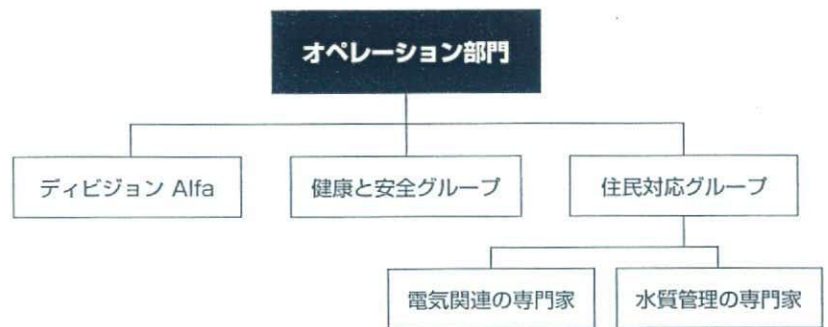 オペレーション部門
ディビジョン Alfa
健康と安全グループ
住民対応グループ
電気関連の専門家
水質管理の専門家